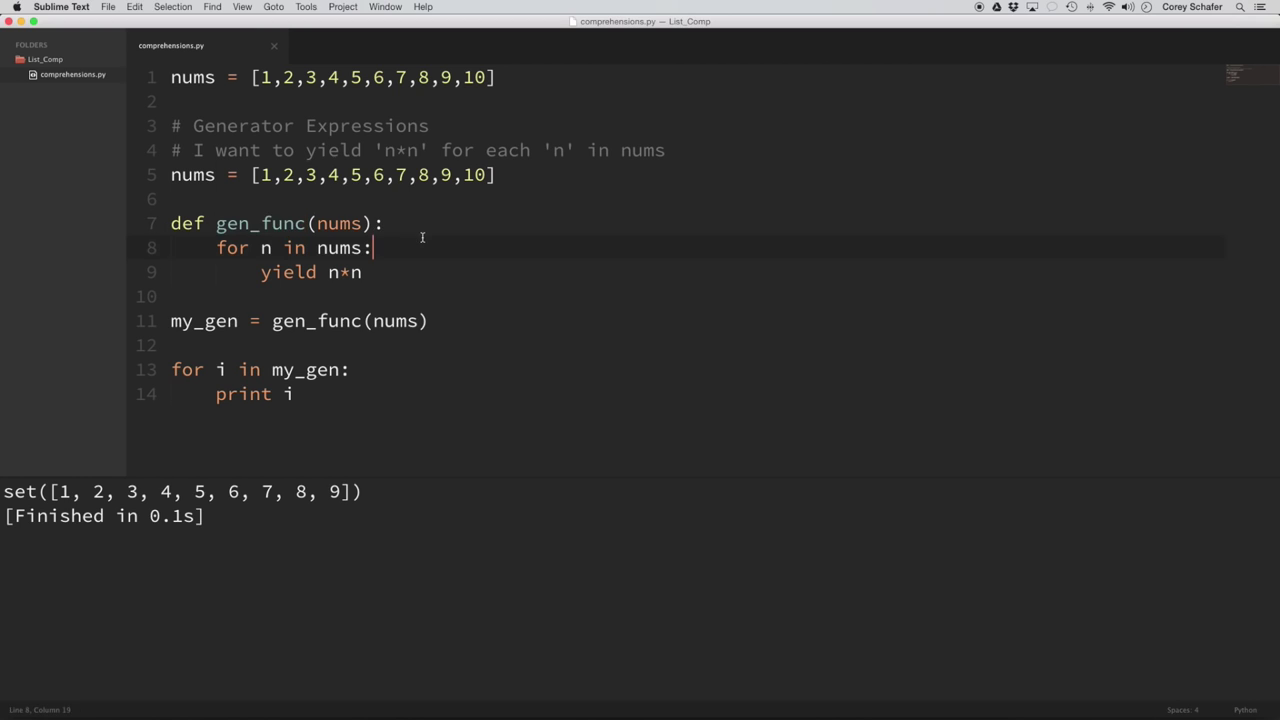 Sublime Text File Edit Selection Find View Goto Tools Project Window Help Corey Schafer
comprehensions.py — List_Comp
FOLDERS
List_Comp
comprehensions.py
comprehensions.py ×
1 nums = [1,2,3,4,5,6,7,8,9,10]
2
3 # Generator Expressions
4 # I want to yield 'n*n' for each 'n' in nums
5 nums = [1,2,3,4,5,6,7,8,9,10]
6
7 def gen_func(nums):
8     for n in nums:
9         yield n*n
10
11 my_gen = gen_func(nums)
12
13 for i in my_gen:
14     print i
set([1, 2, 3, 4, 5, 6, 7, 8, 9])
[Finished in 0.1s]
Line 8, Column 19 Spaces: 4 Python